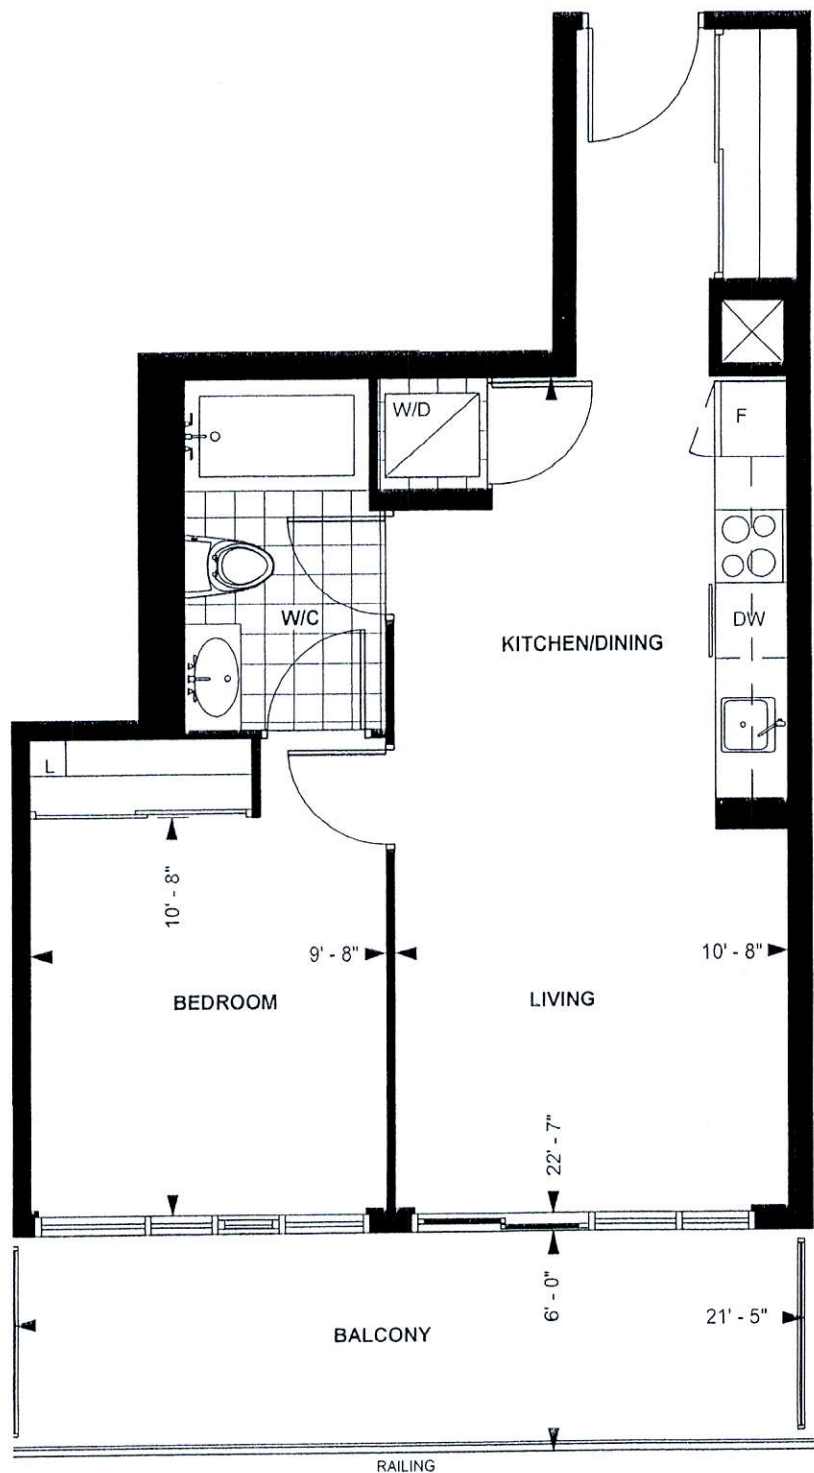 W/D
F
W/C
DW
KITCHEN/DINING
L
10' - 8"
9' - 8"
10' - 8"
BEDROOM
LIVING
22' - 7"
6' - 0"
21' - 5"
BALCONY
RAILING